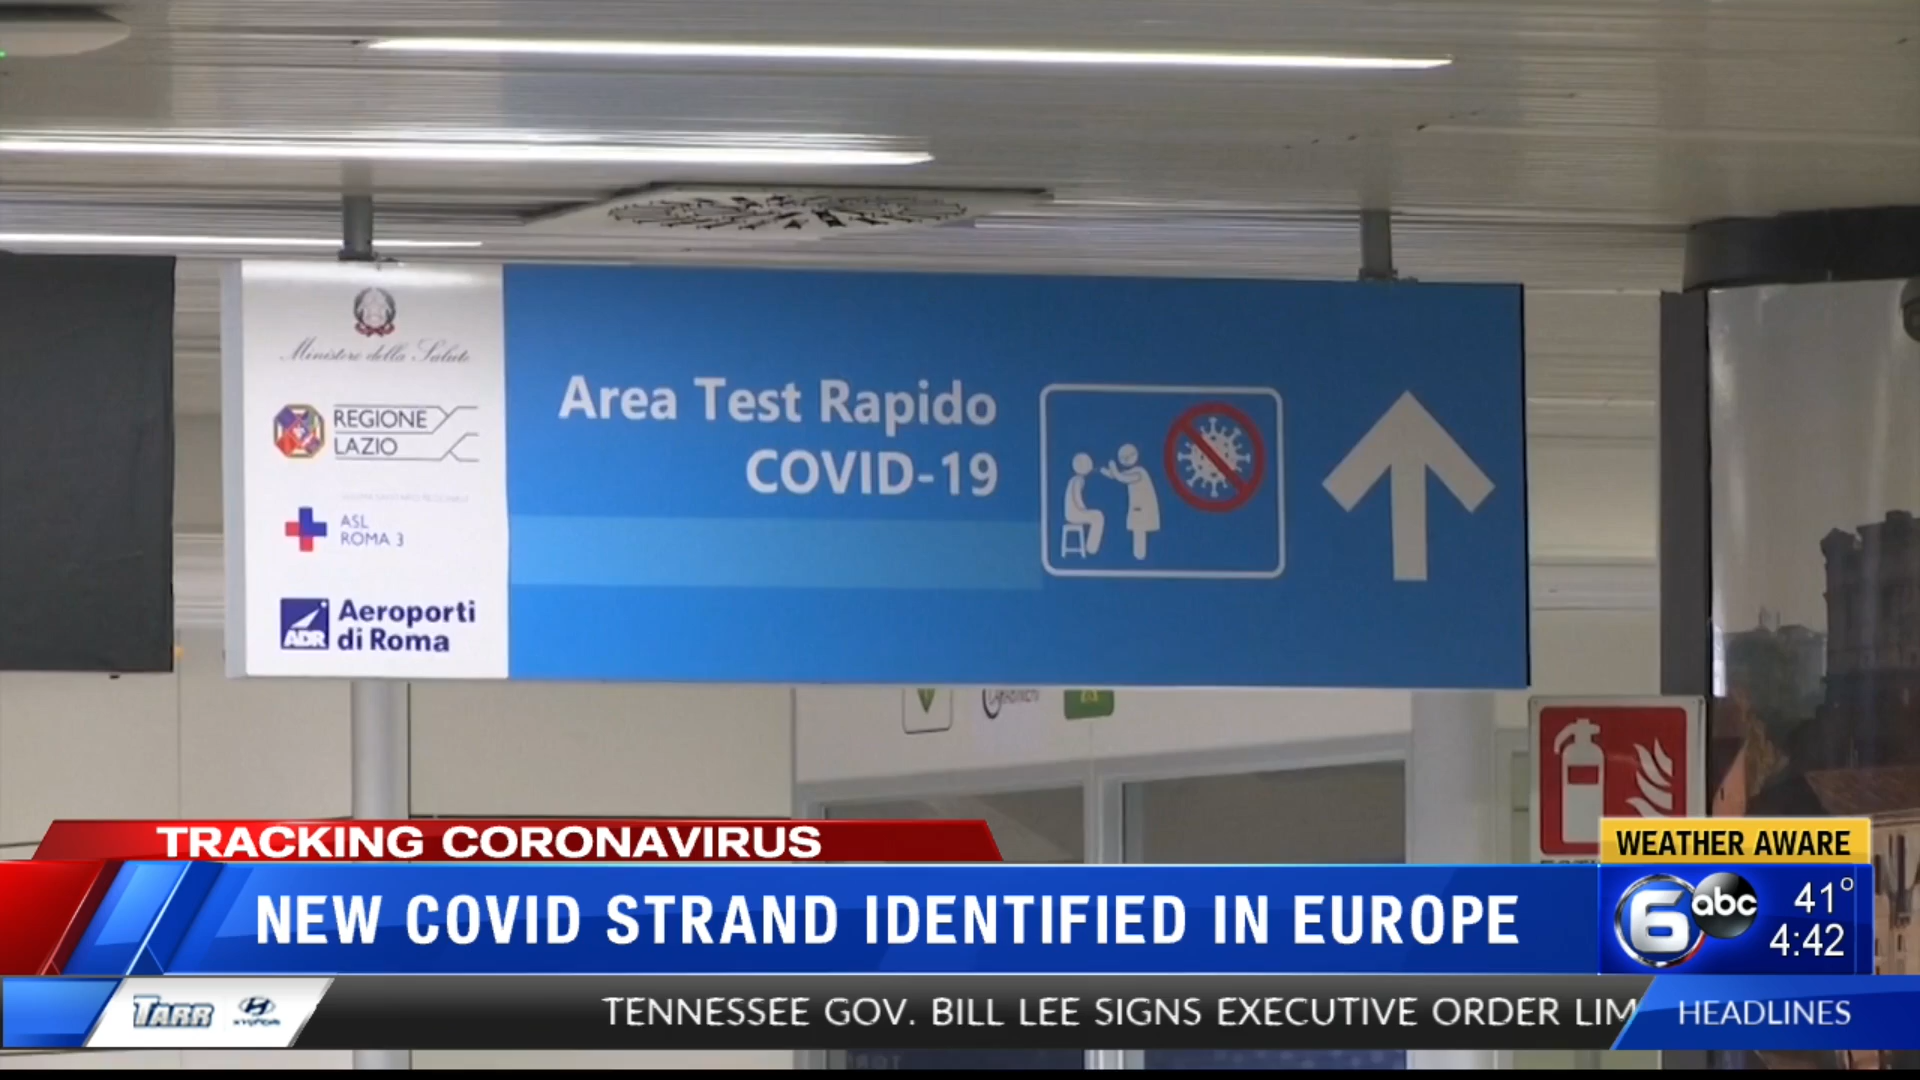 Ministero della Salute
REGIONE
LAZIO
ASL
ROMA 3
ADR
Aeroporti
di Roma
Area Test Rapido
COVID-19
TRACKING CORONAVIRUS
NEW COVID STRAND IDENTIFIED IN EUROPE
WEATHER AWARE
6 abc
41°
4:42
TARR HYUNDAI
TENNESSEE GOV. BILL LEE SIGNS EXECUTIVE ORDER LIM
HEADLINES